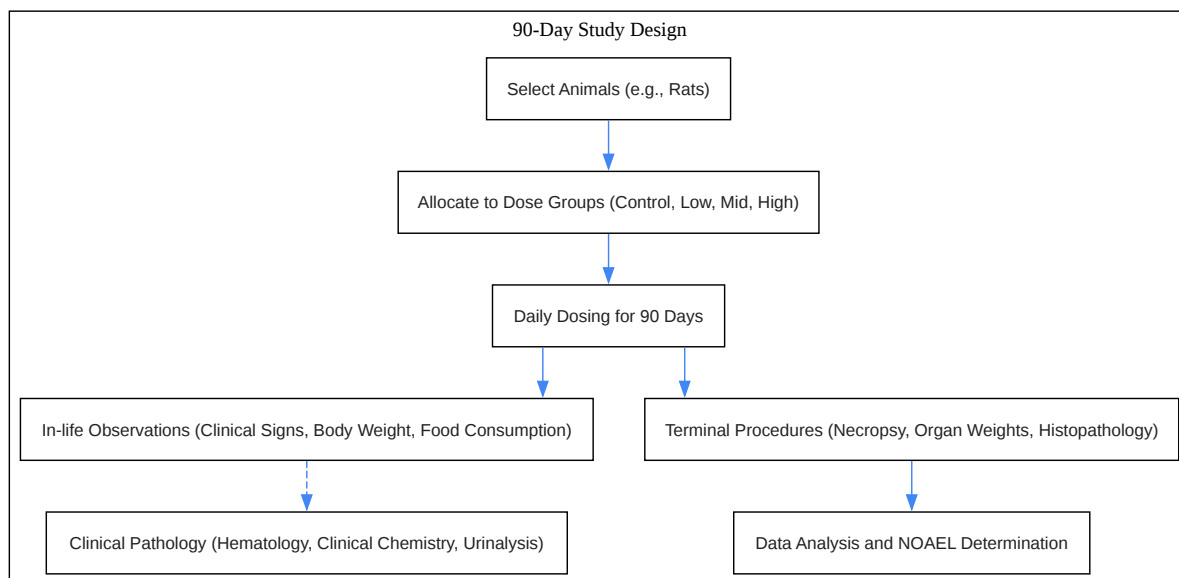 90-Day Study Design
Select Animals (e.g., Rats)
Allocate to Dose Groups (Control, Low, Mid, High)
Daily Dosing for 90 Days
In-life Observations (Clinical Signs, Body Weight, Food Consumption)
Terminal Procedures (Necropsy, Organ Weights, Histopathology)
Clinical Pathology (Hematology, Clinical Chemistry, Urinalysis)
Data Analysis and NOAEL Determination